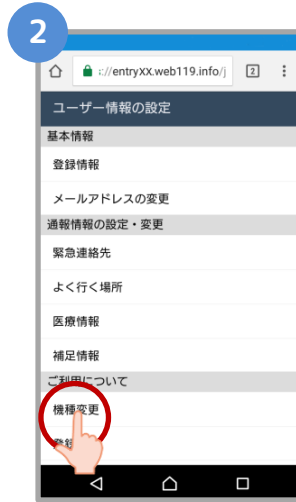 2
://entryXX.web119.info/j
2
ユーザー情報の設定
基本情報
登録情報
メールアドレスの変更
通報情報の設定・変更
緊急連絡先
よく行く場所
医療情報
補足情報
ご利用について
機種変更
登録